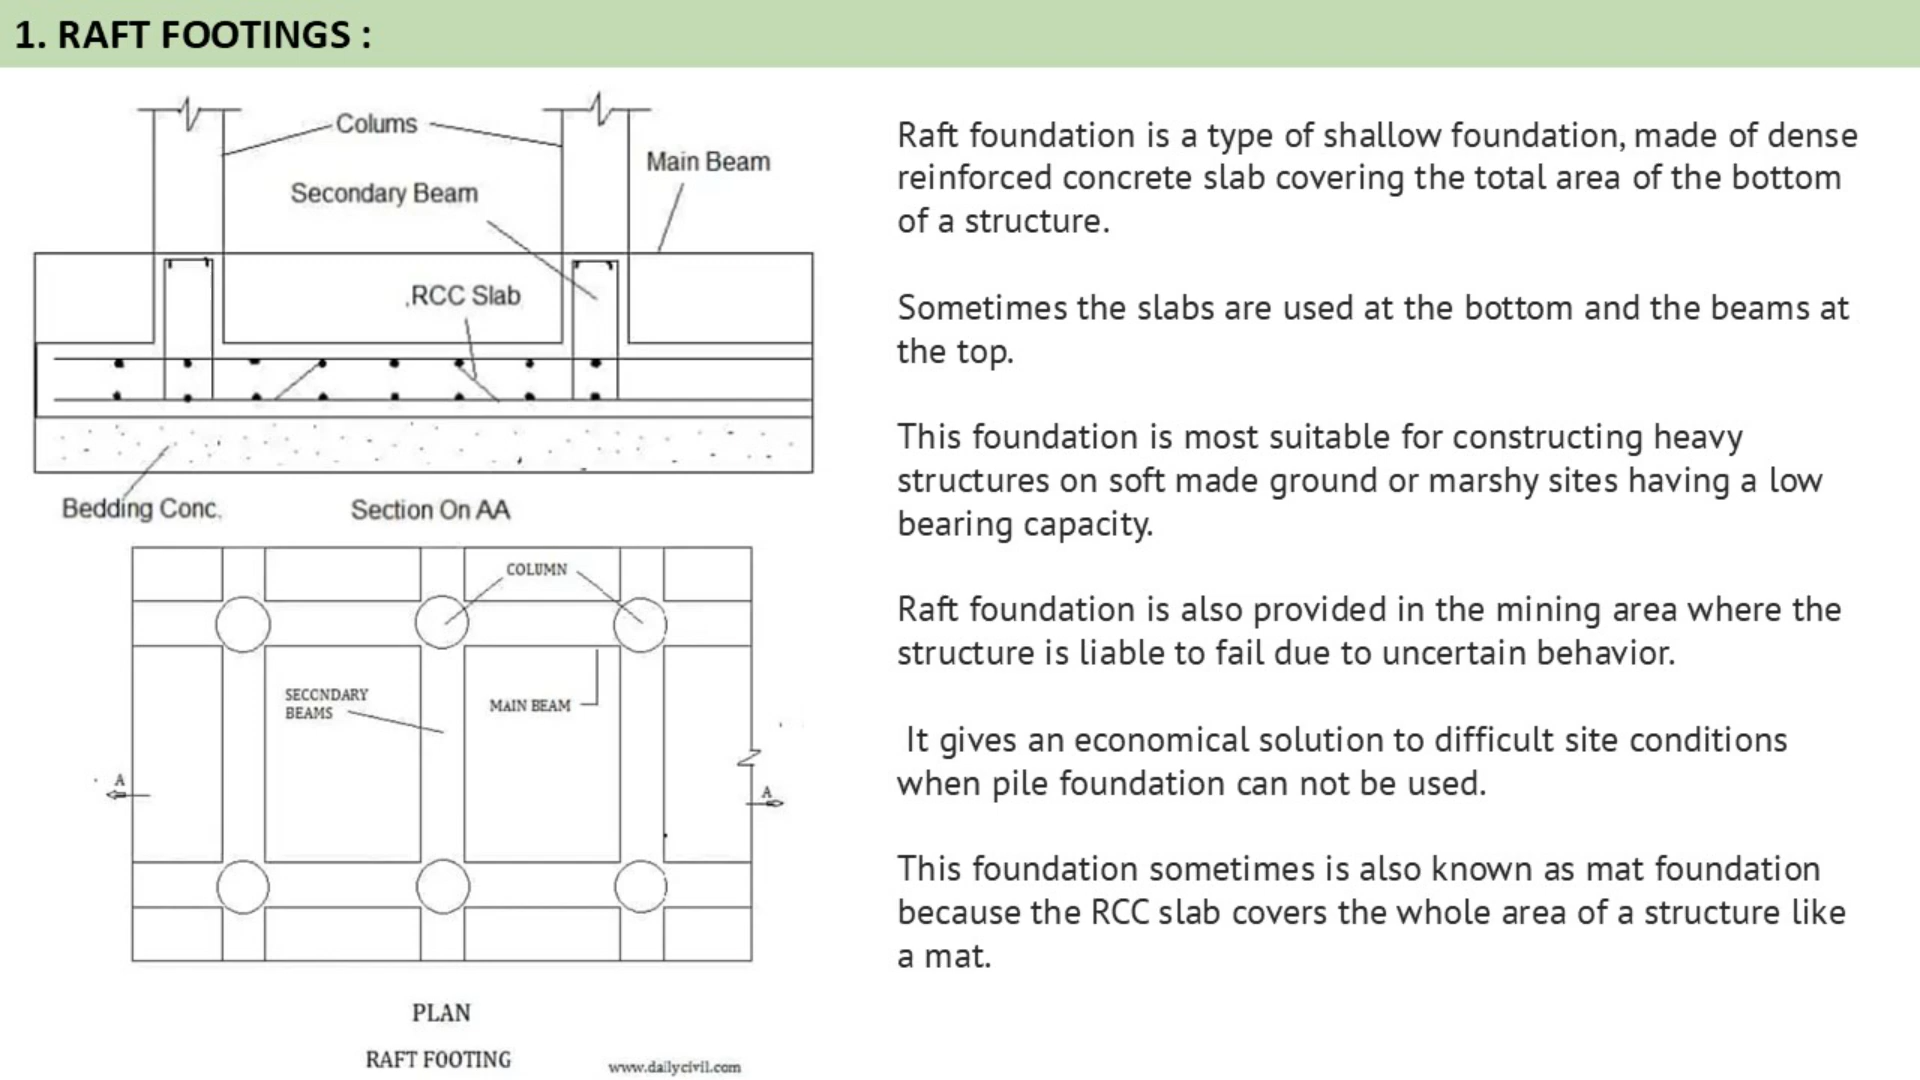 1. RAFT FOOTINGS :
Colums
Main Beam
Secondary Beam
.RCC Slab
Bedding Conc.
Section On AA
COLUMN
SECCNDARY
BEAMS
MAIN BEAM
A
A
PLAN
RAFT FOOTING
www.dailycivil.com
Raft foundation is a type of shallow foundation, made of dense
reinforced concrete slab covering the total area of the bottom
of a structure.
Sometimes the slabs are used at the bottom and the beams at
the top.
This foundation is most suitable for constructing heavy
structures on soft made ground or marshy sites having a low
bearing capacity.
Raft foundation is also provided in the mining area where the
structure is liable to fail due to uncertain behavior.
It gives an economical solution to difficult site conditions
when pile foundation can not be used.
This foundation sometimes is also known as mat foundation
because the RCC slab covers the whole area of a structure like
a mat.